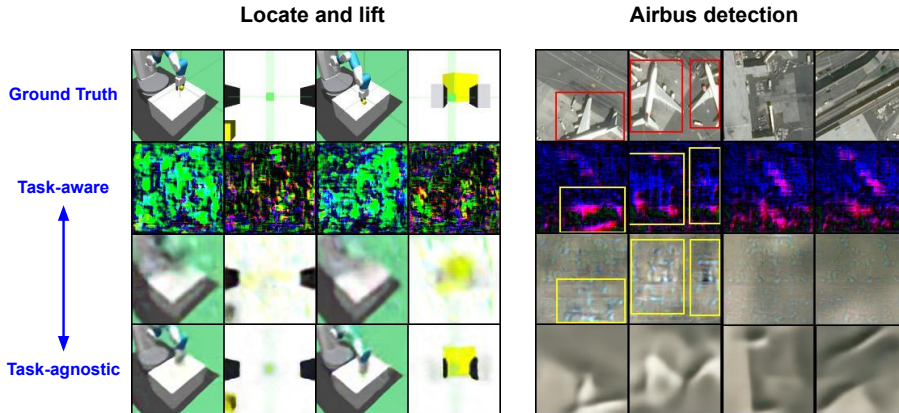 Locate and lift
Airbus detection
Ground Truth
Task-aware
Task-agnostic